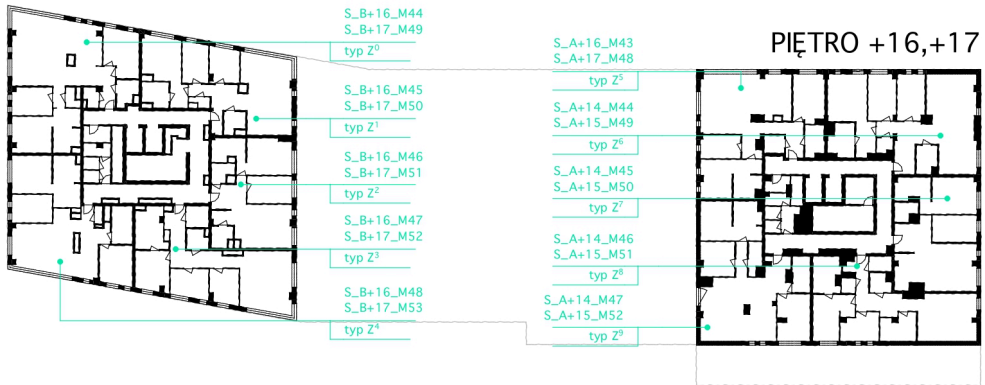 S_B+16_M44
S_B+17_M49
typ Z⁰
S_B+16_M45
S_B+17_M50
typ Z¹
S_B+16_M46
S_B+17_M51
typ Z²
S_B+16_M47
S_B+17_M52
typ Z³
S_B+16_M48
S_B+17_M53
typ Z⁴
PIĘTRO +16,+17
S_A+16_M43
S_A+17_M48
typ Z⁵
S_A+14_M44
S_A+15_M49
typ Z⁶
S_A+14_M45
S_A+15_M50
typ Z⁷
S_A+14_M46
S_A+15_M51
typ Z⁸
S_A+14_M47
S_A+15_M52
typ Z⁹